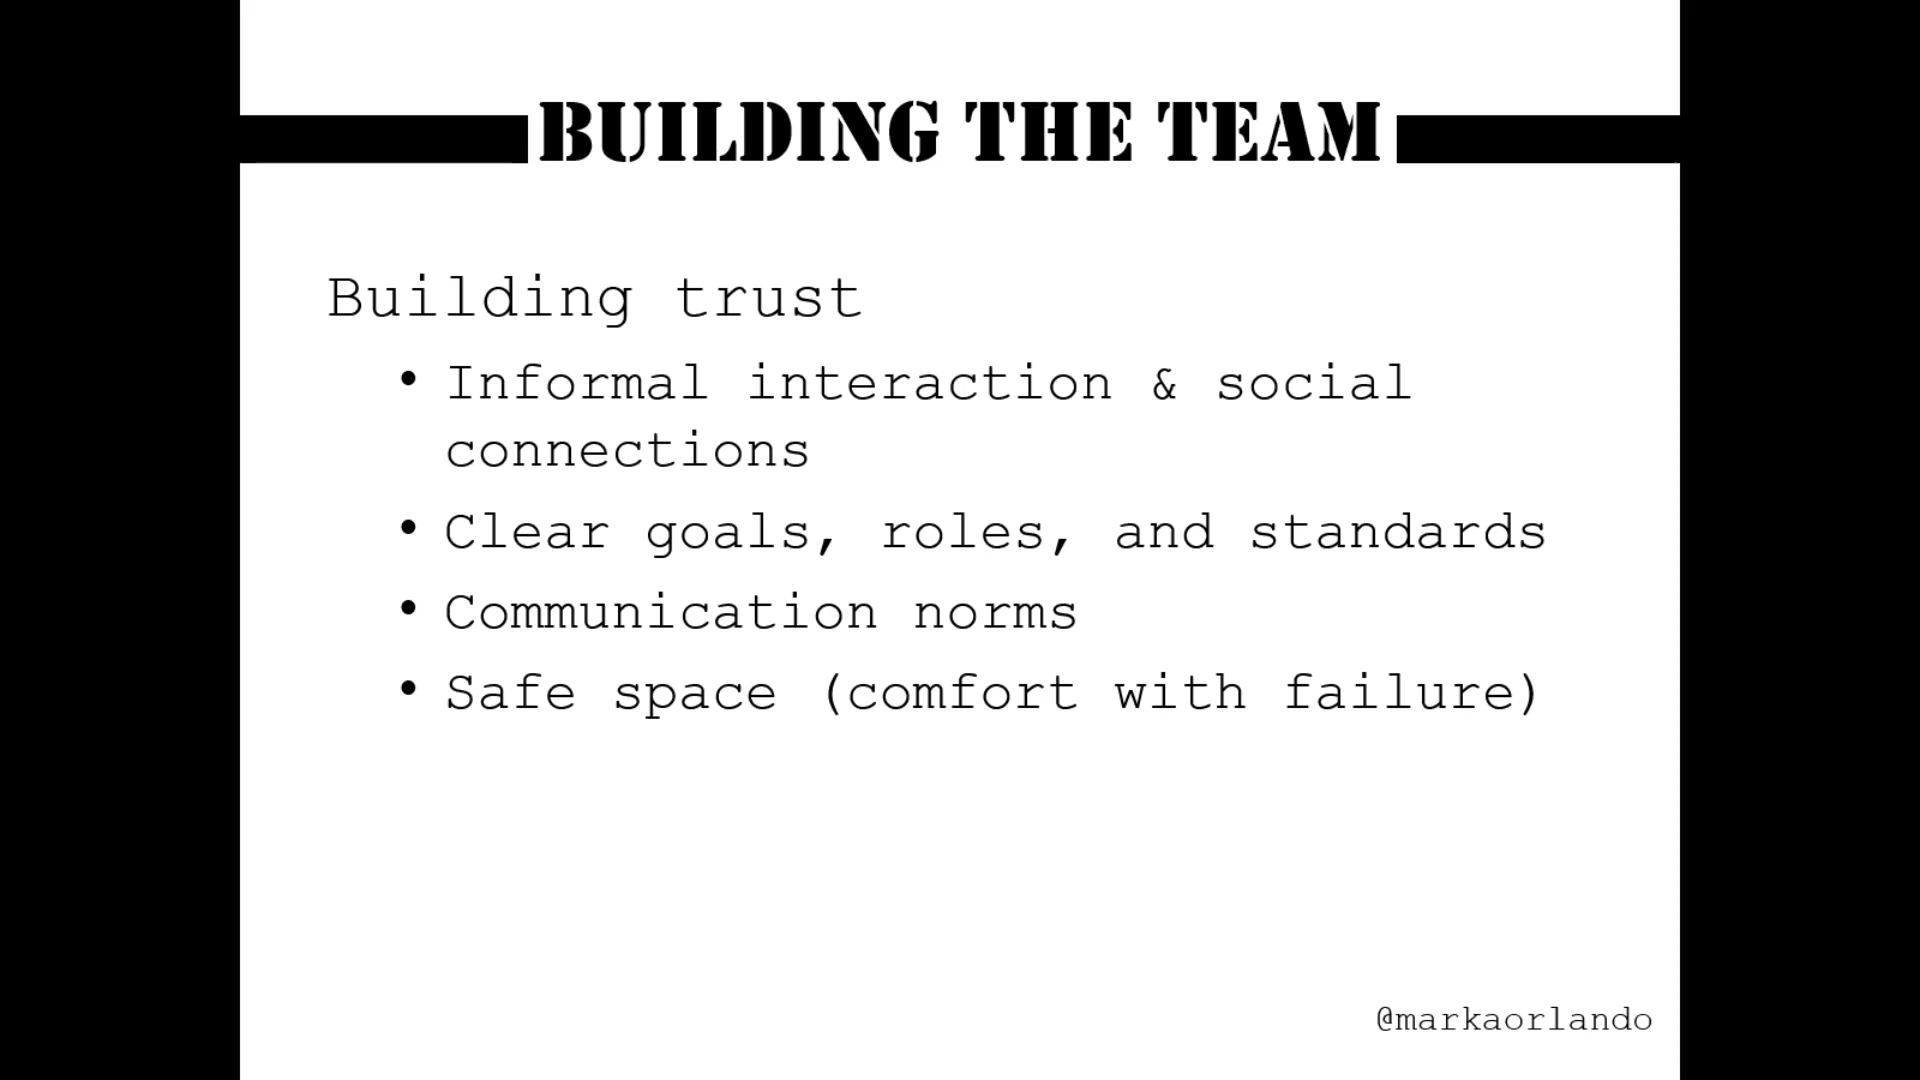 BUILDING THE TEAM
Building trust
• Informal interaction & social
connections
• Clear goals, roles, and standards
• Communication norms
• Safe space (comfort with failure)
@markaorlando